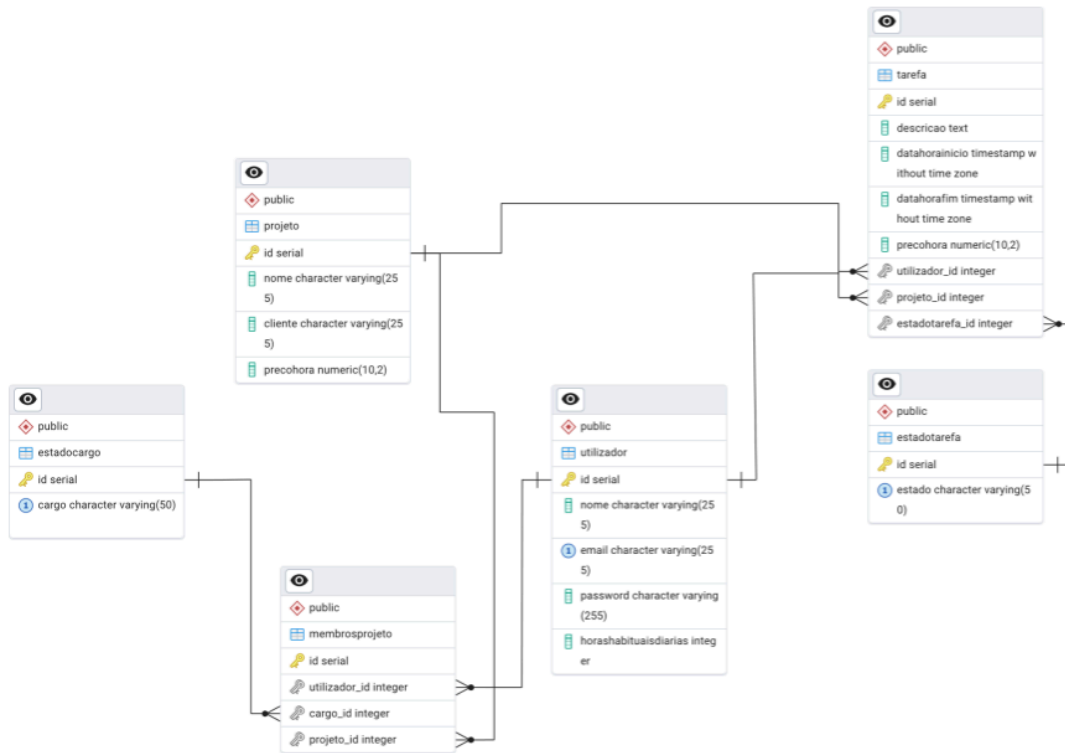 public
tarefa
id serial
descricao text
datahorainicio timestamp w
ithout time zone
datahorafim timestamp wit
hout time zone
precohora numeric(10,2)
utilizador_id integer
projeto_id integer
estadotarefa_id integer
public
projeto
id serial
nome character varying(25
5)
cliente character varying(25
5)
precohora numeric(10,2)
public
estadocargo
id serial
1 cargo character varying(50)
public
utilizador
id serial
nome character varying(25
5)
1 email character varying(25
5)
password character varying
(255)
horashabituaisdiarias integ
er
public
estadotarefa
id serial
1 estado character varying(5
0)
public
membrosprojeto
id serial
utilizador_id integer
cargo_id integer
projeto_id integer